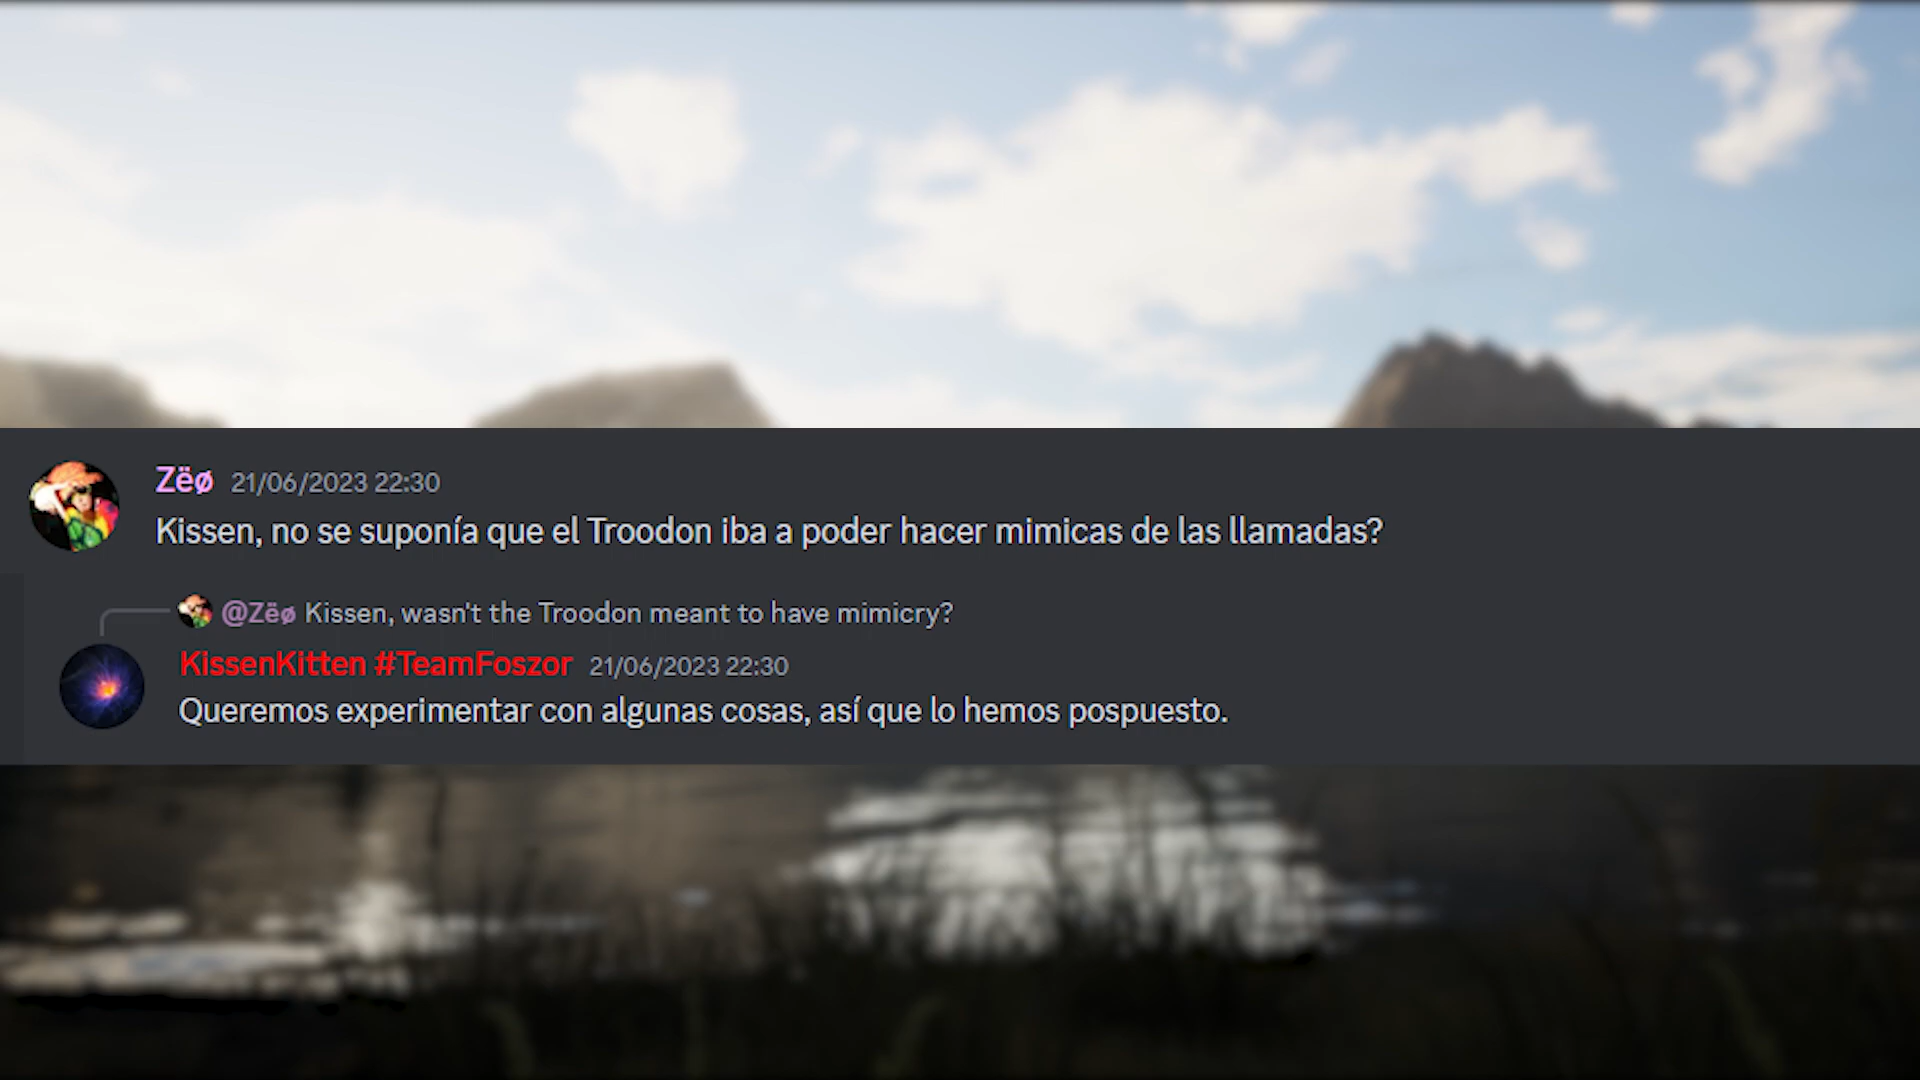 Zëø 21/06/2023 22:30
Kissen, no se suponía que el Troodon iba a poder hacer mimicas de las llamadas?
@Zëø Kissen, wasn't the Troodon meant to have mimicry?
KissenKitten #TeamFoszor 21/06/2023 22:30
Queremos experimentar con algunas cosas, así que lo hemos pospuesto.